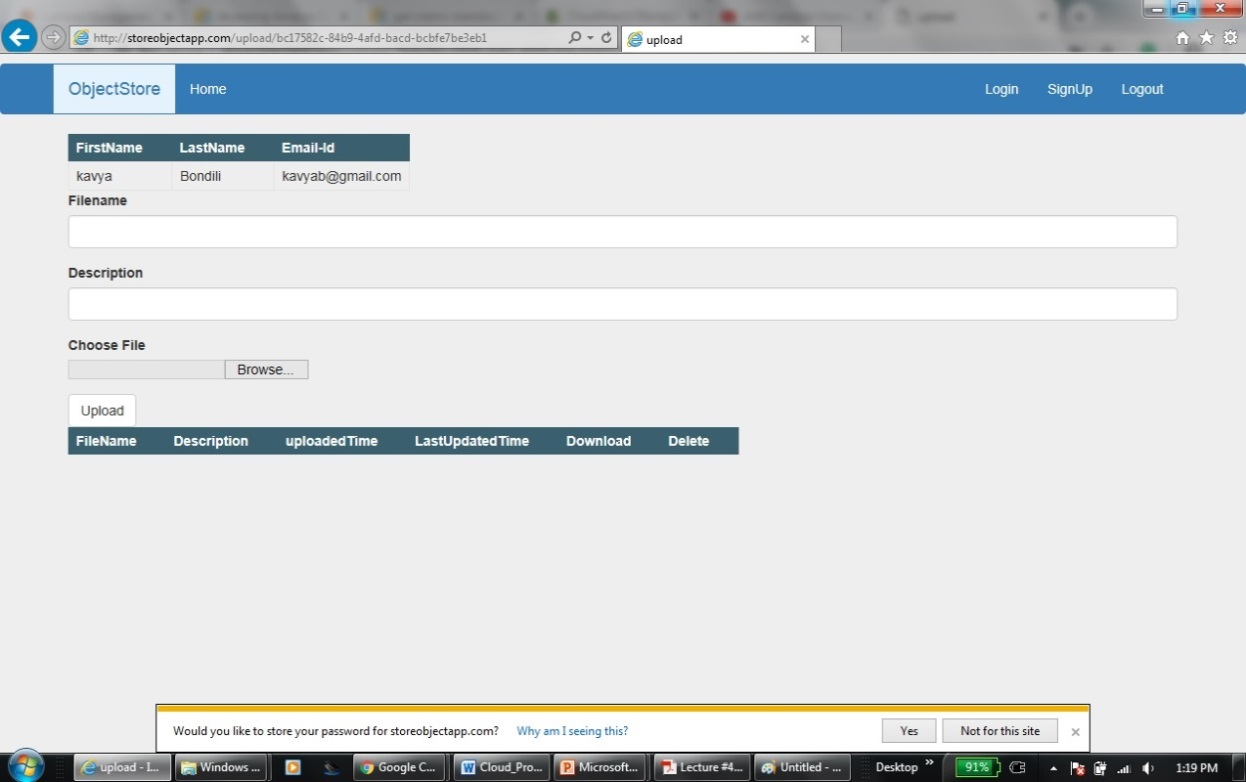 http://storeobjectapp.com/upload/bc17582c-84b9-4afd-bacd-bcbfe7be3eb1
upload
ObjectStore Home Login SignUp Logout
FirstName LastName Email-Id
kavya Bondili kavyab@gmail.com
Filename
Description
Choose File
Browse...
Upload
FileName Description uploadedTime LastUpdatedTime Download Delete
Would you like to store your password for storeobjectapp.com? Why am I seeing this? Yes Not for this site
upload - I... Windows ... Google C... Cloud_Pro... Microsoft... Lecture #4... Untitled - ... Desktop 91% 1:19 PM